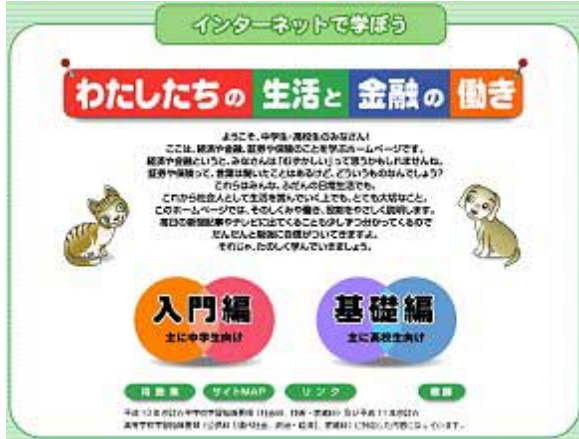 インターネットで学ぼう
わたしたちの 生活と 金融の 働き
ようこそ、中学生・高校生のみなさん!
ここは、経済や金融、証券や保険のことを学ぶホームページです。
経済や金融というと、みなさんは「むずかしい」って思うかもしれませんね。
証券や保険って、言葉は聞いたことはあるけど、どういうものなんでしょう?
これらはみんな、ふだんの日常生活でも、
これから社会人として生活を営んでいく上でも、とても大切なこと。
このホームページでは、そのしくみや働き、役割をやさしく説明します。
毎日の新聞記事やテレビに出てくることも少しずつ分かってくるので
だんだんと勉強に自信がついてきますよ。
それじゃ、たのしく学んでいきましょう。
入門編 基礎編
主に中学生向け 主に高校生向け
用語集 サイトMAP リンク